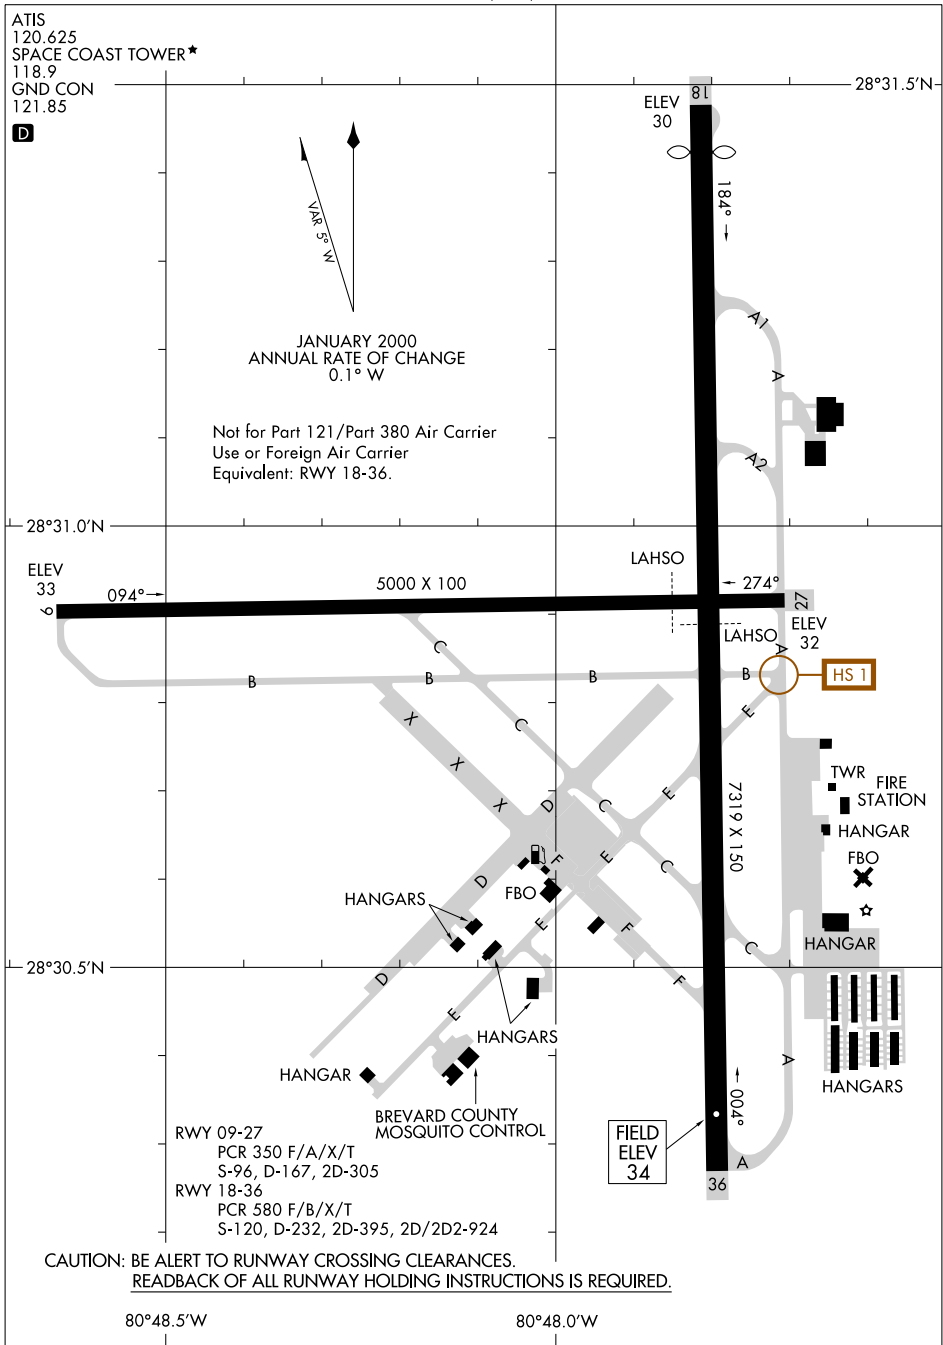 ATIS
120.625
SPACE COAST TOWER★
118.9
GND CON
121.85
D
28°31.5'N
ELEV
30
18
184°
VAR 5° W
JANUARY 2000
ANNUAL RATE OF CHANGE
0.1° W
A1
A
Not for Part 121/Part 380 Air Carrier
Use or Foreign Air Carrier
Equivalent: RWY 18-36.
A2
28°31.0'N
LAHSO
ELEV
33
9
094°
5000 X 100
274°
27
ELEV
32
LAHSO
A
C
B
B
B
B
HS 1
E
X
C
X
E
7319 X 150
TWR
FIRE
STATION
X
D
C
HANGAR
F
E
C
FBO
D
FBO
HANGARS
E
F
C
HANGAR
28°30.5'N
D
F
E
HANGARS
A
HANGAR
HANGARS
004°
BREVARD COUNTY
MOSQUITO CONTROL
RWY 09-27
PCR 350 F/A/X/T
S-96, D-167, 2D-305
FIELD
ELEV
34
A
36
RWY 18-36
PCR 580 F/B/X/T
S-120, D-232, 2D-395, 2D/2D2-924
CAUTION: BE ALERT TO RUNWAY CROSSING CLEARANCES.
READBACK OF ALL RUNWAY HOLDING INSTRUCTIONS IS REQUIRED.
80°48.5'W
80°48.0'W